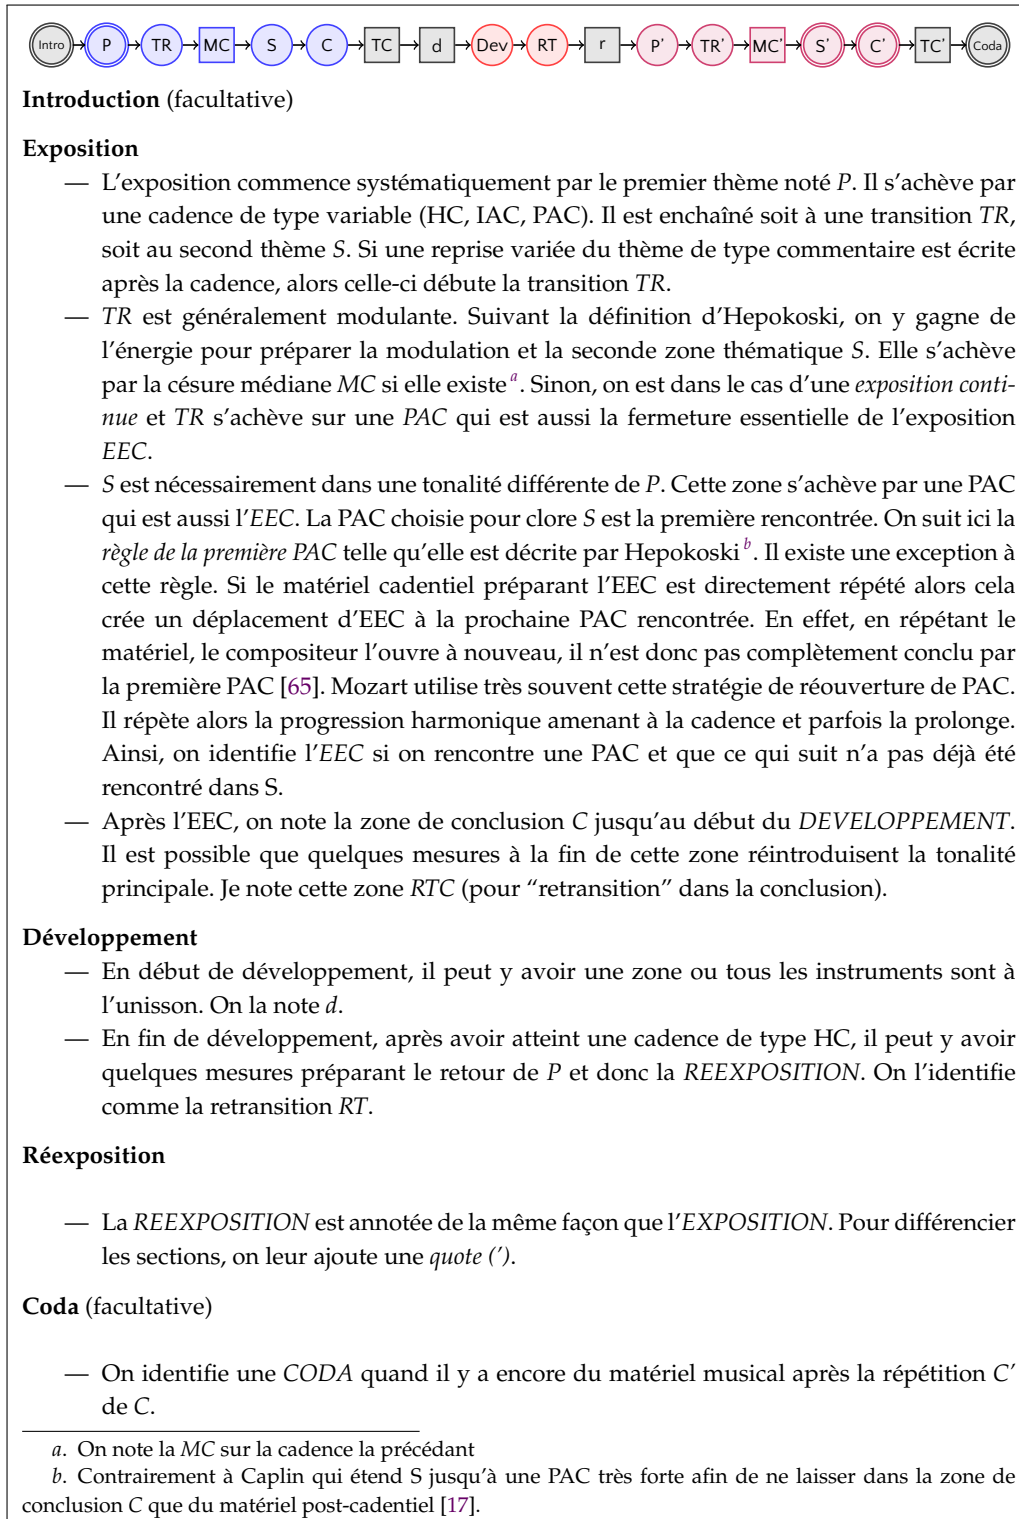 Intro P TR MC S C TC d Dev RT r P' TR' MC' S' C' TC' Coda
Introduction (facultative)
Exposition
— L'exposition commence systématiquement par le premier thème noté P. Il s'achève par
une cadence de type variable (HC, IAC, PAC). Il est enchaîné soit à une transition TR,
soit au second thème S. Si une reprise variée du thème de type commentaire est écrite
après la cadence, alors celle-ci débute la transition TR.
— TR est généralement modulante. Suivant la définition d'Hepokoski, on y gagne de
l'énergie pour préparer la modulation et la seconde zone thématique S. Elle s'achève
par la césure médiane MC si elle existe a. Sinon, on est dans le cas d'une exposition conti-
nue et TR s'achève sur une PAC qui est aussi la fermeture essentielle de l'exposition
EEC.
— S est nécessairement dans une tonalité différente de P. Cette zone s'achève par une PAC
qui est aussi l'EEC. La PAC choisie pour clore S est la première rencontrée. On suit ici la
règle de la première PAC telle qu'elle est décrite par Hepokoski b. Il existe une exception à
cette règle. Si le matériel cadentiel préparant l'EEC est directement répété alors cela
crée un déplacement d'EEC à la prochaine PAC rencontrée. En effet, en répétant le
matériel, le compositeur l'ouvre à nouveau, il n'est donc pas complètement conclu par
la première PAC [65]. Mozart utilise très souvent cette stratégie de réouverture de PAC.
Il répète alors la progression harmonique amenant à la cadence et parfois la prolonge.
Ainsi, on identifie l'EEC si on rencontre une PAC et que ce qui suit n'a pas déjà été
rencontré dans S.
— Après l'EEC, on note la zone de conclusion C jusqu'au début du DEVELOPPEMENT.
Il est possible que quelques mesures à la fin de cette zone réintroduisent la tonalité
principale. Je note cette zone RTC (pour “retransition” dans la conclusion).
Développement
— En début de développement, il peut y avoir une zone ou tous les instruments sont à
l'unisson. On la note d.
— En fin de développement, après avoir atteint une cadence de type HC, il peut y avoir
quelques mesures préparant le retour de P et donc la REEXPOSITION. On l'identifie
comme la retransition RT.
Réexposition
— La REEXPOSITION est annotée de la même façon que l'EXPOSITION. Pour différencier
les sections, on leur ajoute une quote (').
Coda (facultative)
— On identifie une CODA quand il y a encore du matériel musical après la répétition C'
de C.
a. On note la MC sur la cadence la précédant
b. Contrairement à Caplin qui étend S jusqu'à une PAC très forte afin de ne laisser dans la zone de
conclusion C que du matériel post-cadentiel [17].